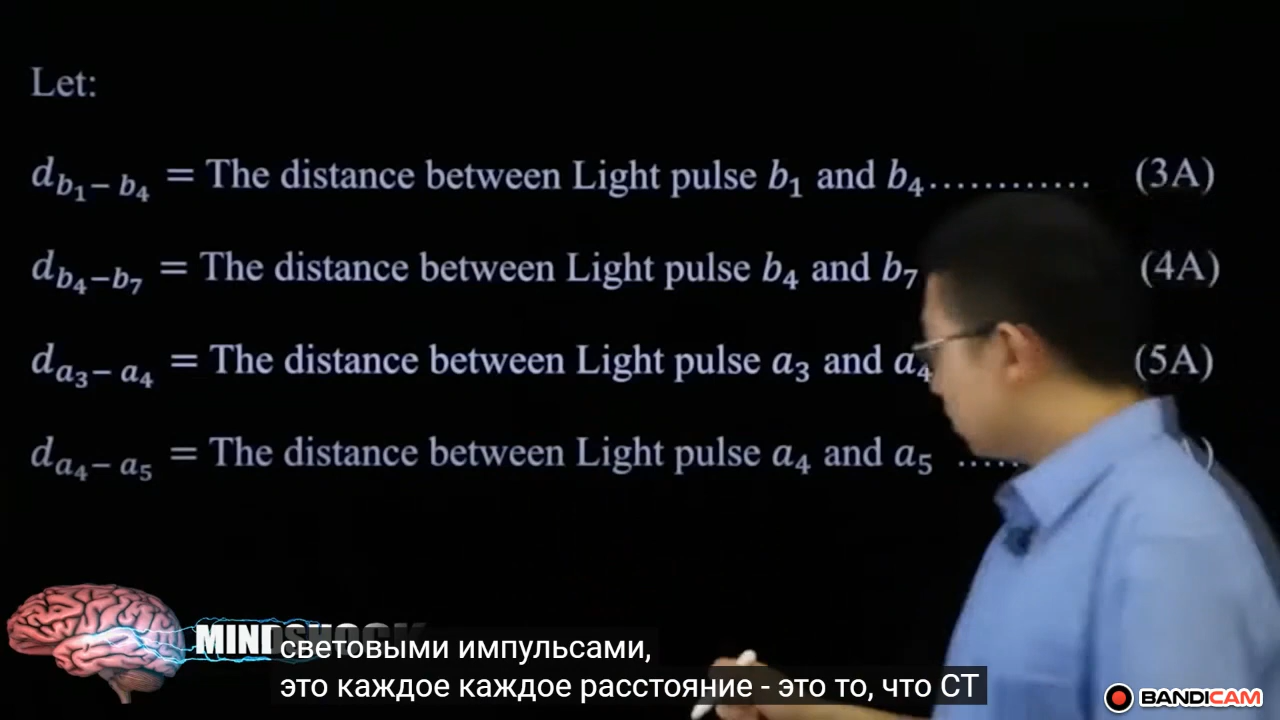 Let:
d_{b₁ – b₄} = The distance between Light pulse b₁ and b₄............ (3A)
d_{b₄–b₇} = The distance between Light pulse b₄ and b₇ (4A)
d_{a₃– a₄} = The distance between Light pulse a₃ and a₄ (5A)
d_{a₄– a₅} = The distance between Light pulse a₄ and a₅ ..... )
MINDSHOCK
световыми импульсами,
это каждое каждое расстояние - это то, что СТ
BANDICAM